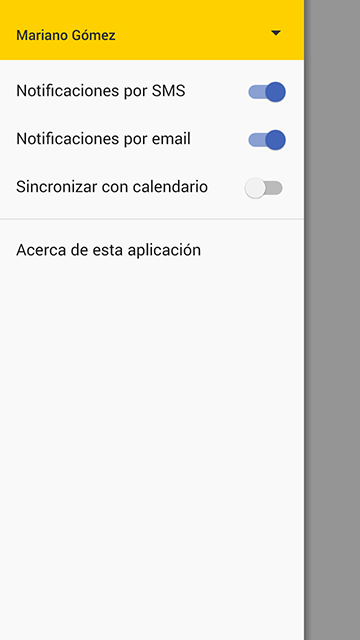 Mariano Gómez
Notificaciones por SMS
Notificaciones por email
Sincronizar con calendario
Acerca de esta aplicación